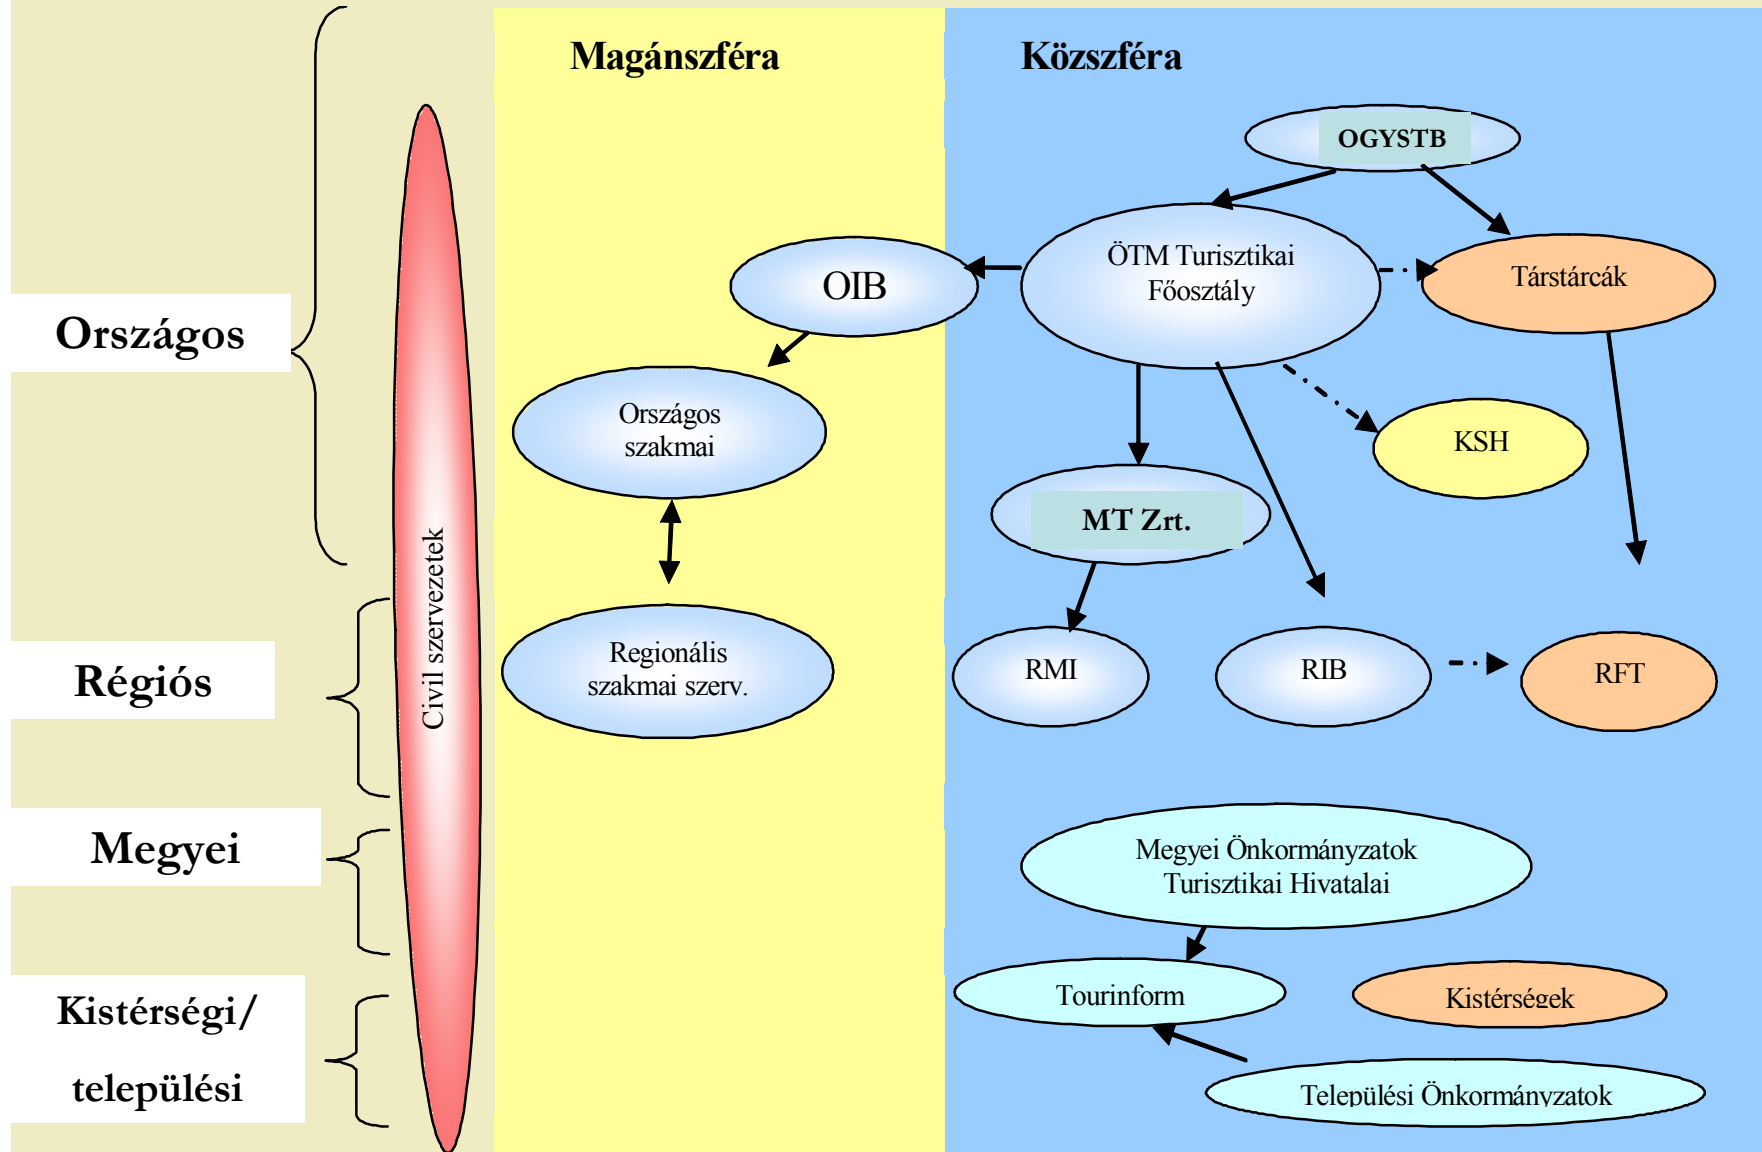 Magánszféra
Közszféra
OGYSTB
ÖTM Turisztikai
Főosztály
Társtárcák
OIB
Országos
Országos
szakmai
KSH
MT Zrt.
Civil szervezetek
Régiós
Regionális
szakmai szerv.
RMI
RIB
RFT
Megyei
Megyei Önkormányzatok
Turisztikai Hivatalai
Kistérségi/
települési
Tourinform
Kistérségek
Települési Önkormányzatok